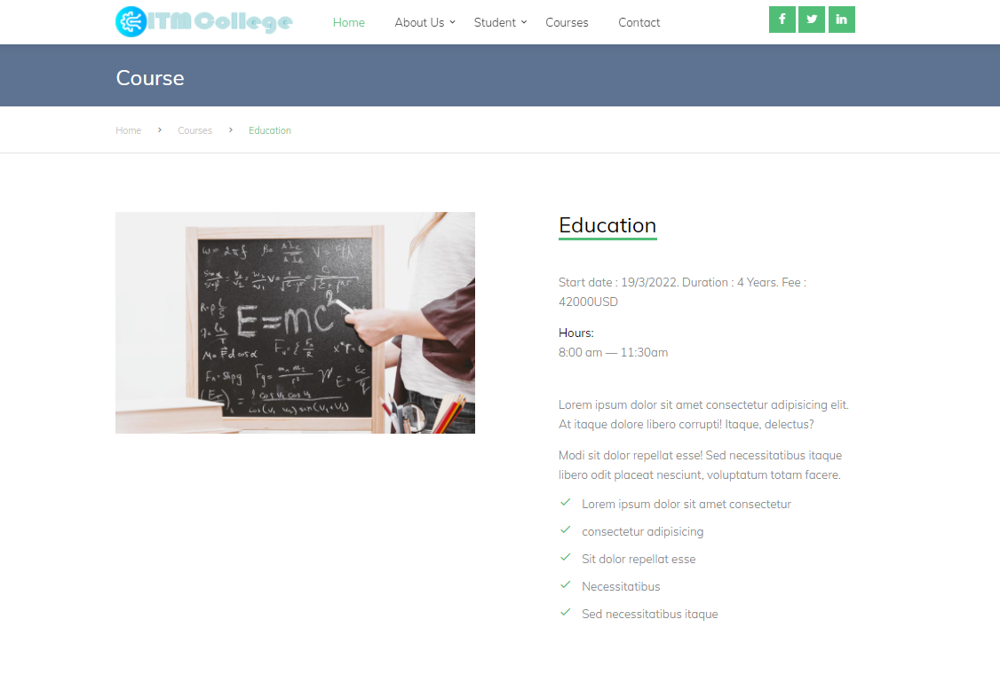 ITM College
Home About Us Student Courses Contact
Course
Home > Courses > Education
E=mc²
Education
Start date : 19/3/2022. Duration : 4 Years. Fee :
42000USD
Hours:
8:00 am — 11:30am
Lorem ipsum dolor sit amet consectetur adipisicing elit.
At itaque dolore libero corrupti! Itaque, delectus?
Modi sit dolor repellat esse! Sed necessitatibus itaque
libero odit placeat nesciunt, voluptatum totam facere.
Lorem ipsum dolor sit amet consectetur
consectetur adipisicing
Sit dolor repellat esse
Necessitatibus
Sed necessitatibus itaque